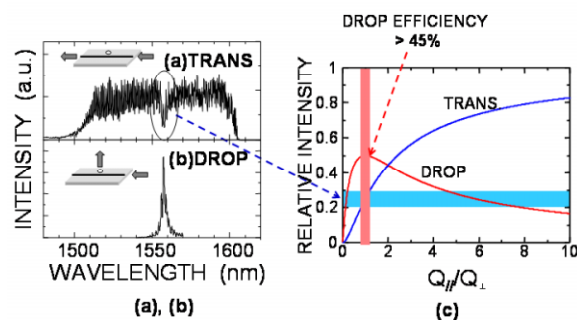 DROP EFFICIENCY
> 45%
INTENSITY (a.u.)
(a)TRANS
(b)DROP
1500
1600
WAVELENGTH (nm)
(a), (b)
RELATIVE INTENSITY
1
0.8
0.6
0.4
0.2
0
TRANS
DROP
0 2 4 6 8 10
Q∥/Q⊥
(c)